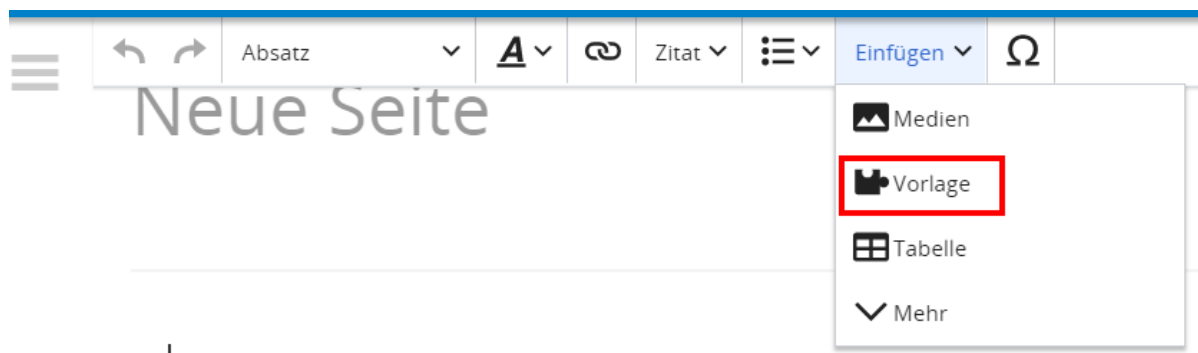 Absatz A Zitat Einfügen Ω
Neue Seite
Medien
Vorlage
Tabelle
Mehr